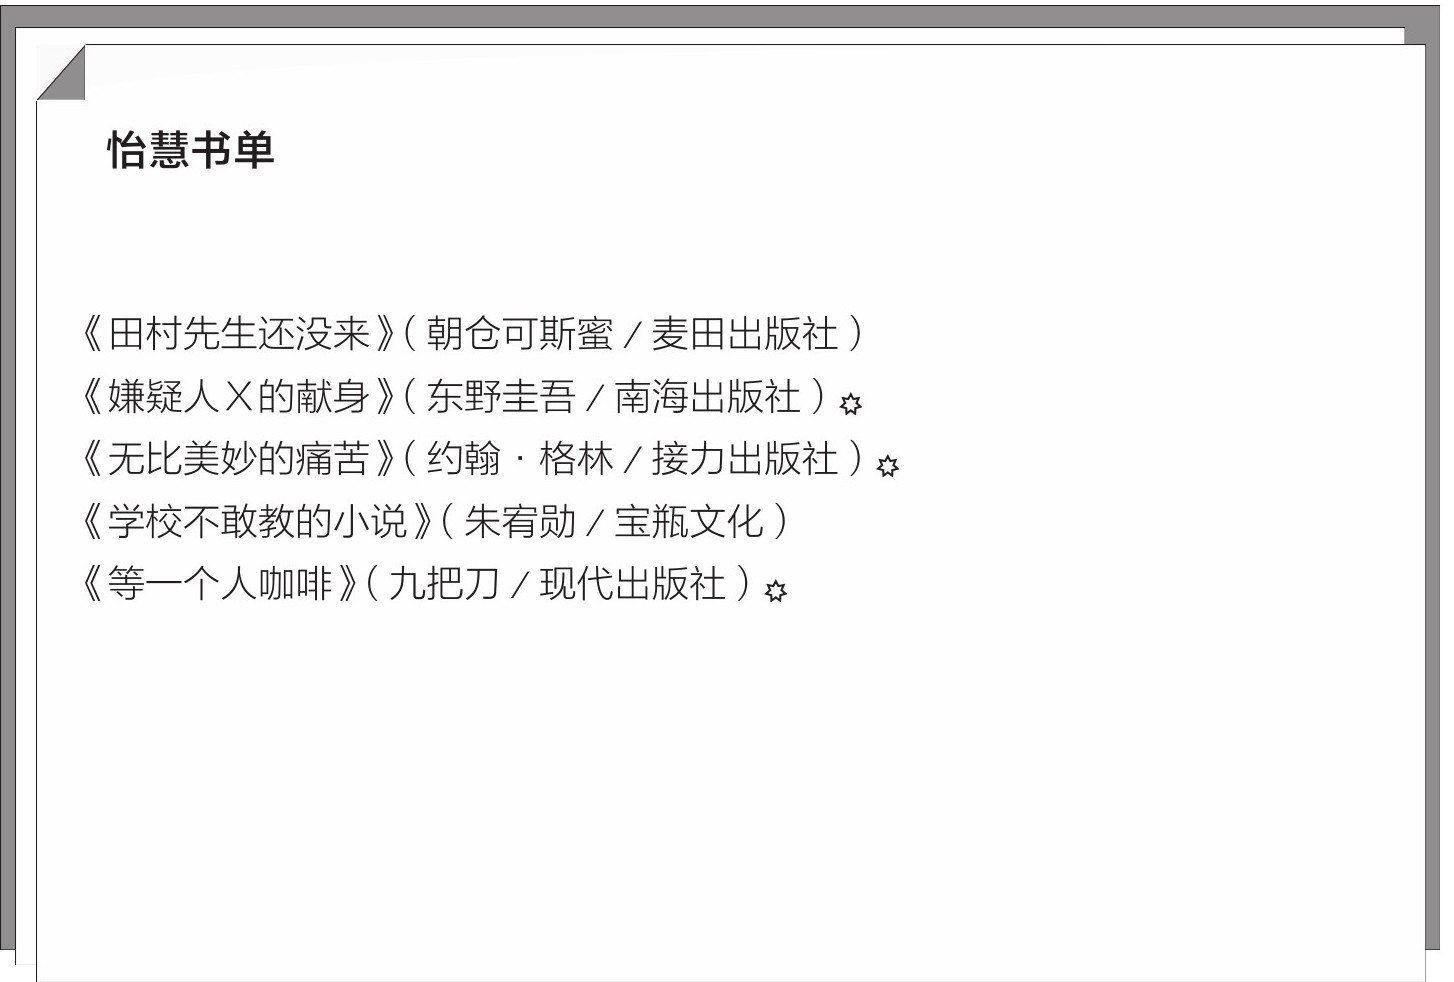 怡慧书单
《田村先生还没来》（朝仓可斯蜜 / 麦田出版社）
《嫌疑人X的献身》（东野圭吾 / 南海出版社）
《无比美妙的痛苦》（约翰 · 格林 / 接力出版社）
《学校不敢教的小说》（朱宥勋 / 宝瓶文化）
《等一个人咖啡》（九把刀 / 现代出版社）